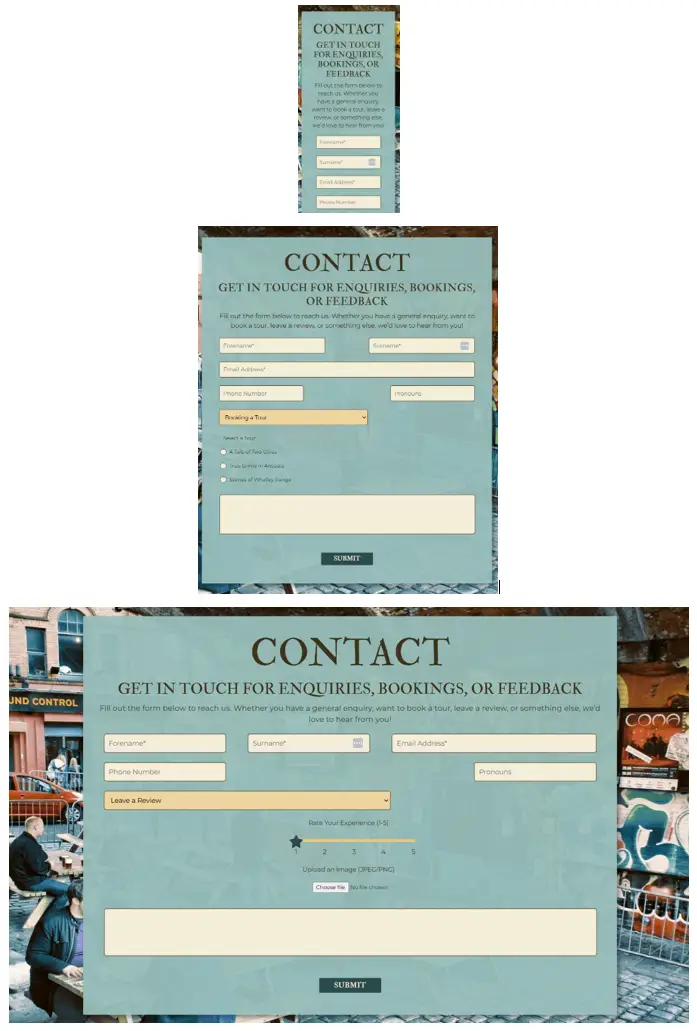 CONTACT
GET IN TOUCH
FOR ENQUIRIES,
BOOKINGS, OR
FEEDBACK
Fill out the form below to
reach us. Whether you
have a general enquiry,
want to book a tour, leave a
review, or something else,
we'd love to hear from you!
Forename*
Surname*
Email Address*
Phone Number
CONTACT
GET IN TOUCH FOR ENQUIRIES, BOOKINGS,
OR FEEDBACK
Fill out the form below to reach us. Whether you have a general enquiry, want to
book a tour, leave a review, or something else, we'd love to hear from you!
Forename* Surname*
Email Address*
Phone Number Pronouns
Booking a Tour
Select a Tour
A Tale of Two Cities
True Crime in Ancoats
Stories of Whalley Range
SUBMIT
CONTACT
GET IN TOUCH FOR ENQUIRIES, BOOKINGS, OR FEEDBACK
Fill out the form below to reach us. Whether you have a general enquiry, want to book a tour, leave a review, or something else, we'd
love to hear from you!
UND CONTROL
Forename* Surname* Email Address*
Phone Number Pronouns
Leave a Review
Rate Your Experience (1-5)
1 2 3 4 5
Upload an Image (JPEG/PNG)
Choose file No file chosen
SUBMIT